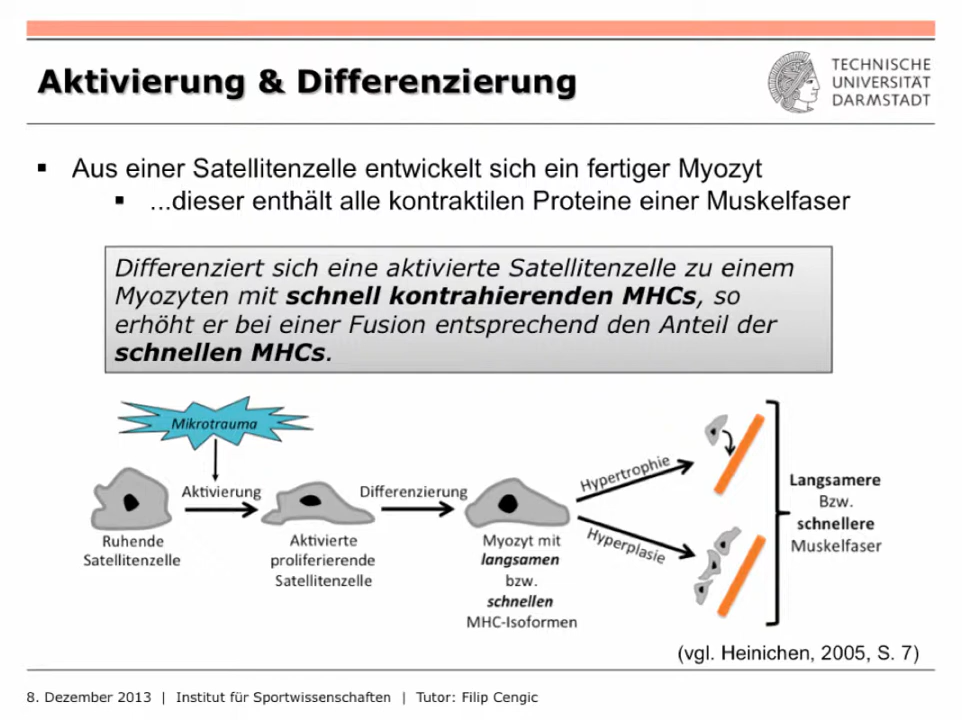 Aktivierung & Differenzierung
TECHNISCHE
UNIVERSITÄT
DARMSTADT
▪ Aus einer Satellitenzelle entwickelt sich ein fertiger Myozyt
▪ ...dieser enthält alle kontraktilen Proteine einer Muskelfaser
Differenziert sich eine aktivierte Satellitenzelle zu einem
Myozyten mit schnell kontrahierenden MHCs, so
erhöht er bei einer Fusion entsprechend den Anteil der
schnellen MHCs.
Mikrotrauma
Aktivierung
Differenzierung
Hypertrophie
Hyperplasie
Ruhende
Satellitenzelle
Aktivierte
proliferierende
Satellitenzelle
Myozyt mit
langsamen
bzw.
schnellen
MHC-Isoformen
Langsamere
Bzw.
schnellere
Muskelfaser
(vgl. Heinichen, 2005, S. 7)
8. Dezember 2013 | Institut für Sportwissenschaften | Tutor: Filip Cengic